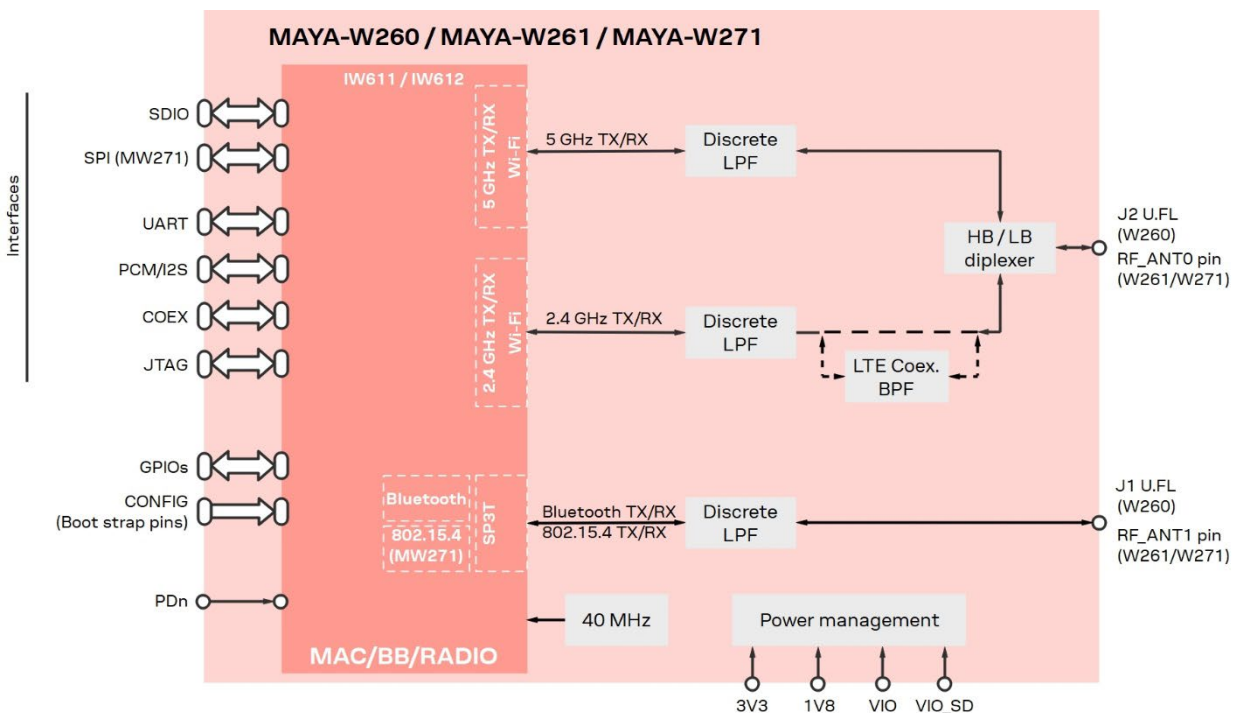 MAYA-W260 / MAYA-W261 / MAYA-W271
IW611 / IW612
Interfaces
SDIO
SPI (MW271)
UART
PCM/I2S
COEX
JTAG
GPIOs
CONFIG
(Boot strap pins)
PDn
5 GHz TX/RX
Wi-Fi
2.4 GHz TX/RX
Wi-Fi
Bluetooth
802.15.4
(MW271)
SP3T
MAC/BB/RADIO
5 GHz TX/RX
Discrete
LPF
HB / LB
diplexer
J2 U.FL
(W260)
RF_ANT0 pin
(W261/W271)
2.4 GHz TX/RX
Discrete
LPF
LTE Coex.
BPF
Bluetooth TX/RX
802.15.4 TX/RX
Discrete
LPF
J1 U.FL
(W260)
RF_ANT1 pin
(W261/W271)
40 MHz
Power management
3V3
1V8
VIO
VIO_SD